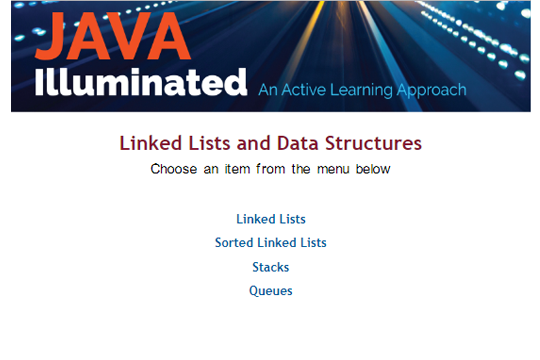 JAVA
Illuminated An Active Learning Approach
Linked Lists and Data Structures
Choose an item from the menu below
Linked Lists
Sorted Linked Lists
Stacks
Queues